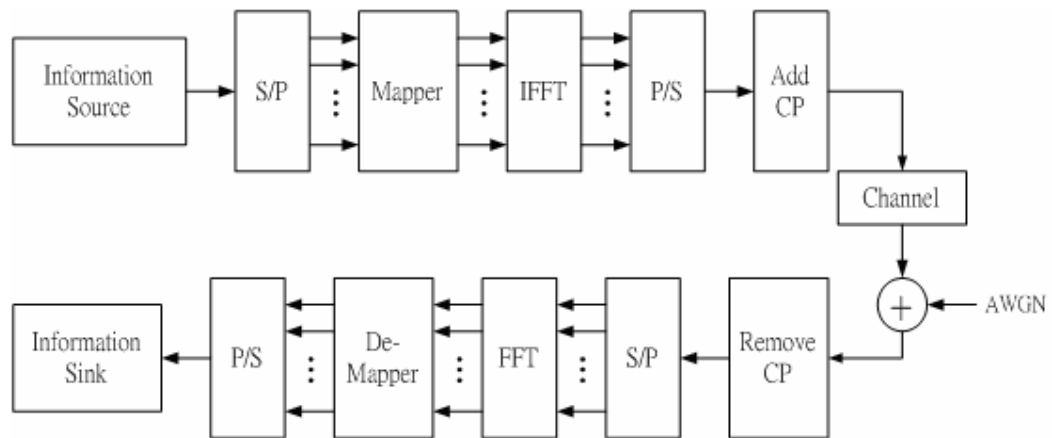 Information
Source
S/P
Mapper
IFFT
P/S
Add
CP
Channel
+
AWGN
Remove
CP
S/P
FFT
De-
Mapper
P/S
Information
Sink